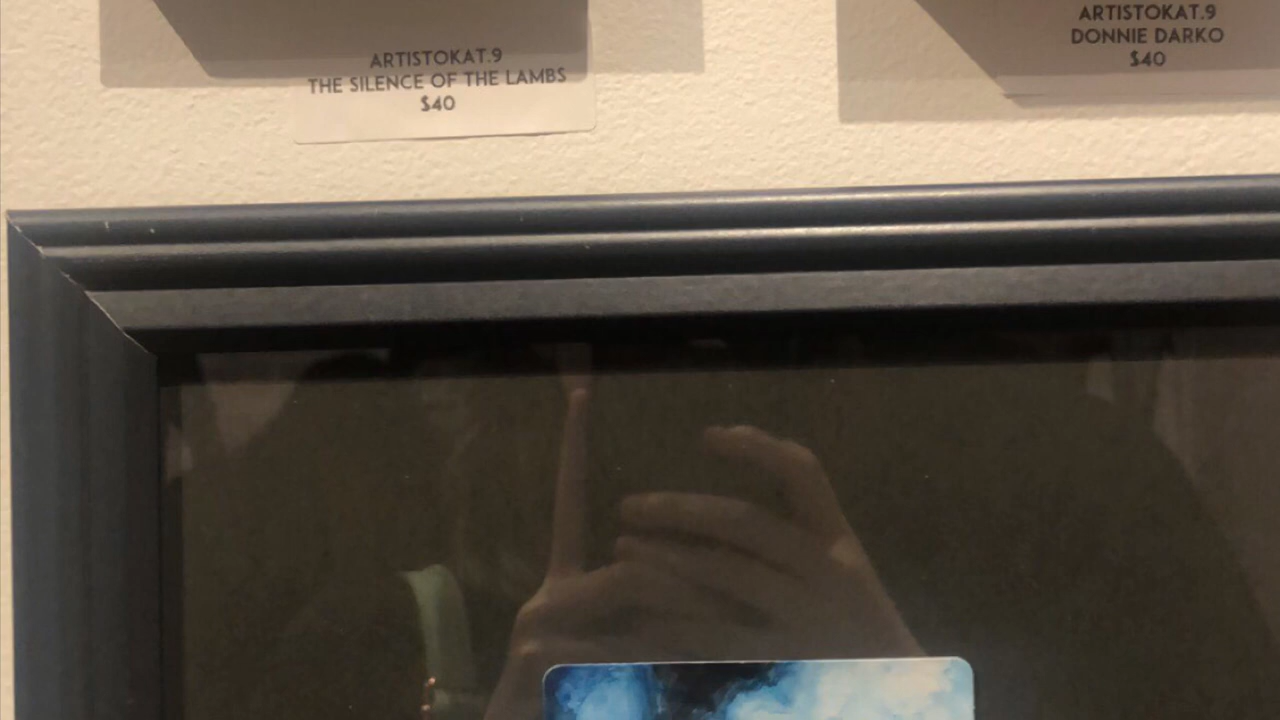 ARTISTOKAT.9
THE SILENCE OF THE LAMBS
$40
ARTISTOKAT.9
DONNIE DARKO
$40